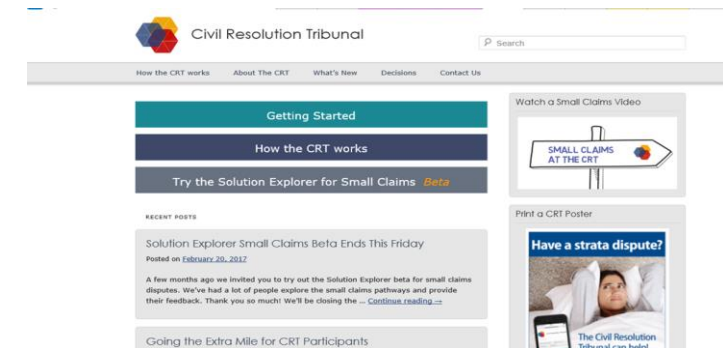 Civil Resolution Tribunal
Search
How the CRT works About The CRT What's New Decisions Contact Us
Getting Started
How the CRT works
Try the Solution Explorer for Small Claims Beta
RECENT POSTS
Solution Explorer Small Claims Beta Ends This Friday
Posted on February 20, 2017
A few months ago we invited you to try out the Solution Explorer beta for small claims
disputes. We've had a lot of people explore the small claims pathways and provide
their feedback. Thank you so much! We'll be closing the ... Continue reading →
Going the Extra Mile for CRT Participants
Watch a Small Claims Video
SMALL CLAIMS
AT THE CRT
Print a CRT Poster
Have a strata dispute?
The Civil Resolution
Tribunal can help!